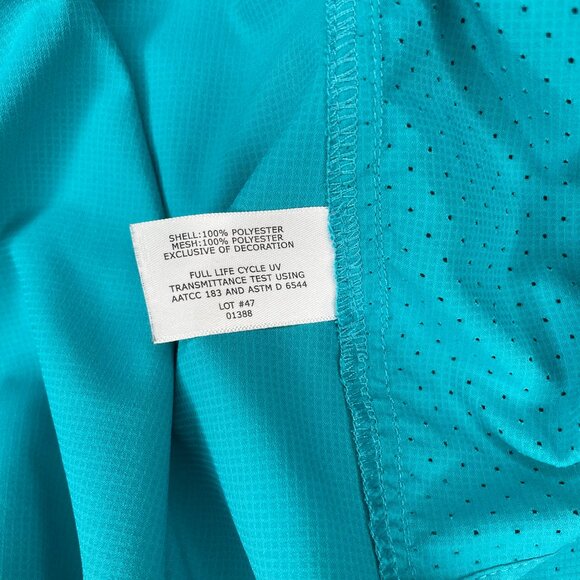 SHELL:100% POLYESTER
MESH:100% POLYESTER
EXCLUSIVE OF DECORATION
FULL LIFE CYCLE UV
TRANSMITTANCE TEST USING
AATCC 183 AND ASTM D 6544
LOT #47
01388